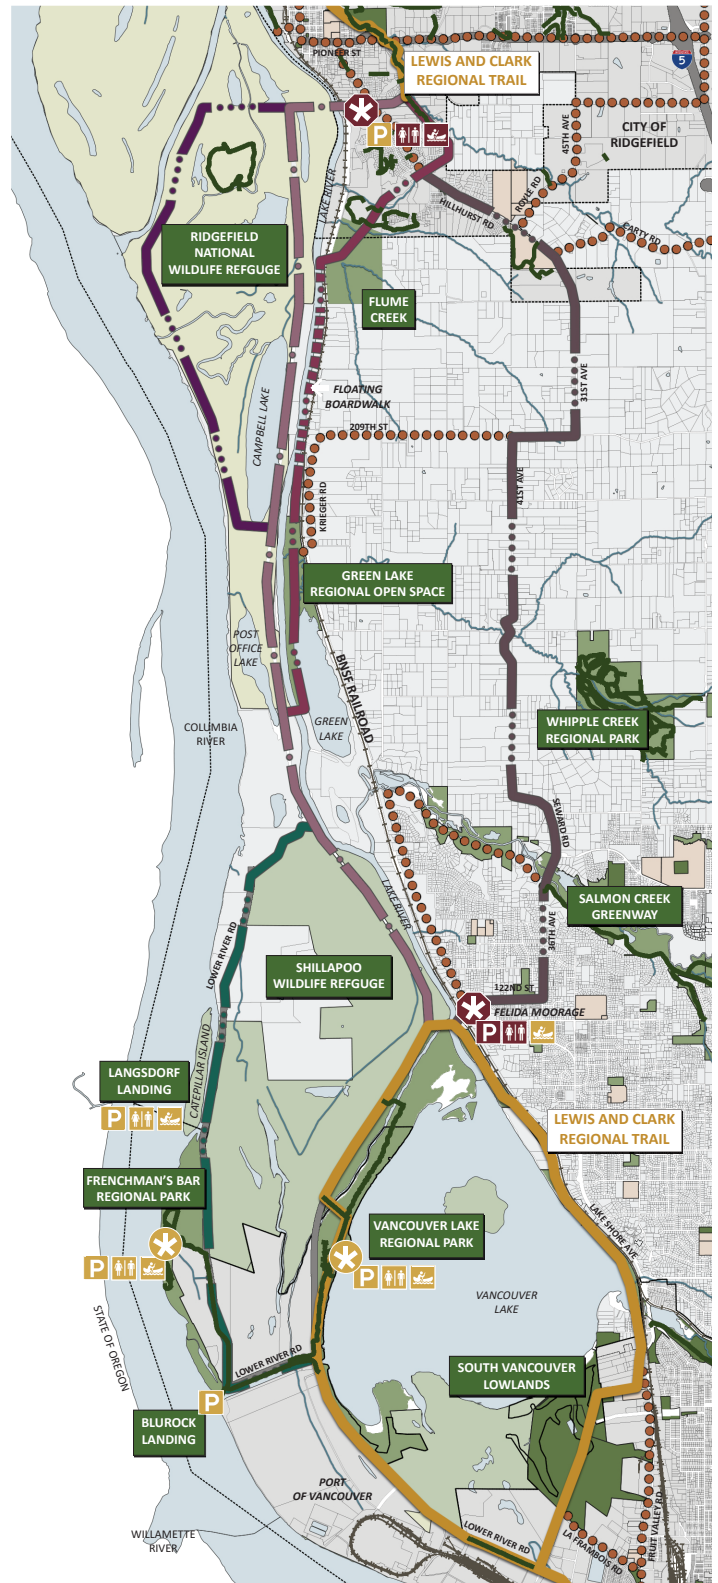 PIONEER ST
LEWIS AND CLARK
REGIONAL TRAIL
5
45TH AVE
CITY OF
RIDGEFIELD
P
LAKE RIVER
ROYLE RD
HILLHURST RD
CARTY RD
RIDGEFIELD
NATIONAL
WILDLIFE REFGUGE
FLUME
CREEK
31ST AVE
FLOATING
BOARDWALK
CAMPBELL LAKE
209TH ST
41ST AVE
KRIEGER RD
GREEN LAKE
REGIONAL OPEN SPACE
POST
OFFICE
LAKE
BNSF RAILROAD
COLUMBIA
RIVER
GREEN
LAKE
WHIPPLE CREEK
REGIONAL PARK
SEWARD RD
LAKE RIVER
SALMON CREEK
GREENWAY
LOWER RIVER RD
36TH AVE
SHILLAPOO
WILDLIFE REFGUGE
122ND ST
FELIDA MOORAGE
P
CATEPILLAR ISLAND
LANGSDORF
LANDING
P
LEWIS AND CLARK
REGIONAL TRAIL
FRENCHMAN'S BAR
REGIONAL PARK
P
VANCOUVER LAKE
REGIONAL PARK
P
LAKE SHORE AVE
VANCOUVER
LAKE
STATE OF OREGON
LOWER RIVER RD
SOUTH VANCOUVER
LOWLANDS
P
BLUROCK
LANDING
PORT
OF VANCOUVER
WILLAMETTE
RIVER
LOWER RIVER RD
LA FRAMBOIS RD
FRUIT VALLEY RD